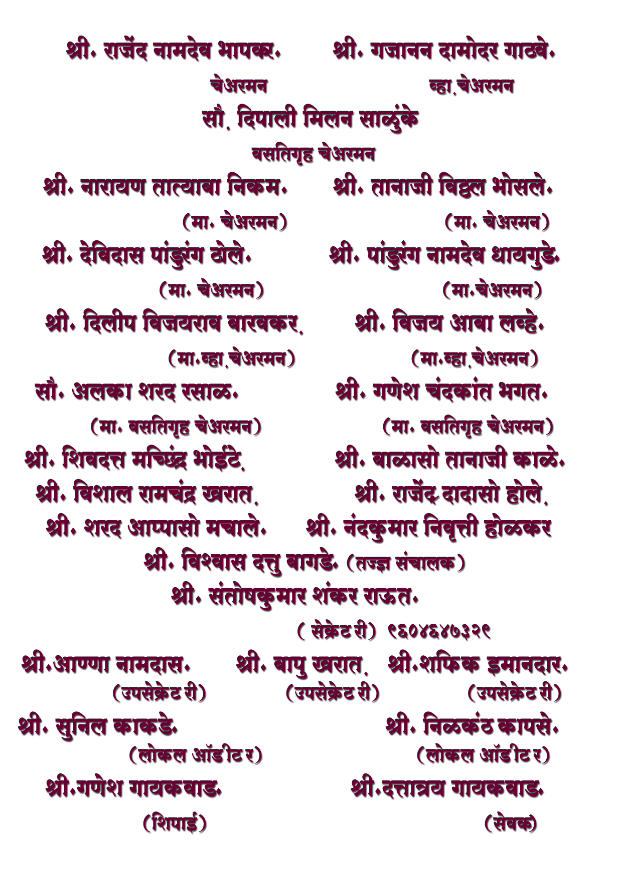 श्री. राजेंद नामदेव भापकर. श्री. गजानन दामोदर गाठवे.
चेअरमन व्हा.चेअरमन
सौ. दिपाली मिलन साळुंके
वसतिगृह चेअरमन
श्री. नारायण तात्याबा निकम. श्री. तानाजी विठ्ठल भोसले.
(मा. चेअरमन) (मा. चेअरमन)
श्री. देविदास पांडुरंग ठोले. श्री. पांडुरंग नामदेव धायगुडे.
(मा. चेअरमन) (मा.चेअरमन)
श्री. दिलीप विजयराव बारवकर. श्री. विजय आबा लव्हे.
(मा.व्हा.चेअरमन) (मा.व्हा.चेअरमन)
सौ. अलका शरद रसाळ. श्री. गणेश चंदकांत भगत.
(मा. वसतिगृह चेअरमन) (मा. वसतिगृह चेअरमन)
श्री. शिवदत्त मच्छिंद्र भोईटे. श्री. बाळासो तानाजी काळे.
श्री. विशाल रामचंद्र खरात. श्री. राजेंद्र दादासो होले.
श्री. शरद आप्पासो मचाले. श्री. नंदकुमार निवृत्ती होळकर
श्री. विश्वास दत्तु बागडे. (तज्ज्ञ संचालक)
श्री. संतोषकुमार शंकर राऊत.
( सेक्रेटरी) ९६०४६४७३२९
श्री.आण्णा नामदास. श्री. बापु खरात. श्री.शफिक इमानदार.
(उपसेक्रेटरी) (उपसेक्रेटरी) (उपसेक्रेटरी)
श्री. सुनिल काकडे. श्री. निळकंठ कापसे.
(लोकल ऑडीटर) (लोकल ऑडीटर)
श्री.गणेश गायकवाड. श्री.दत्तात्रय गायकवाड.
(शिपाई) (सेवक)